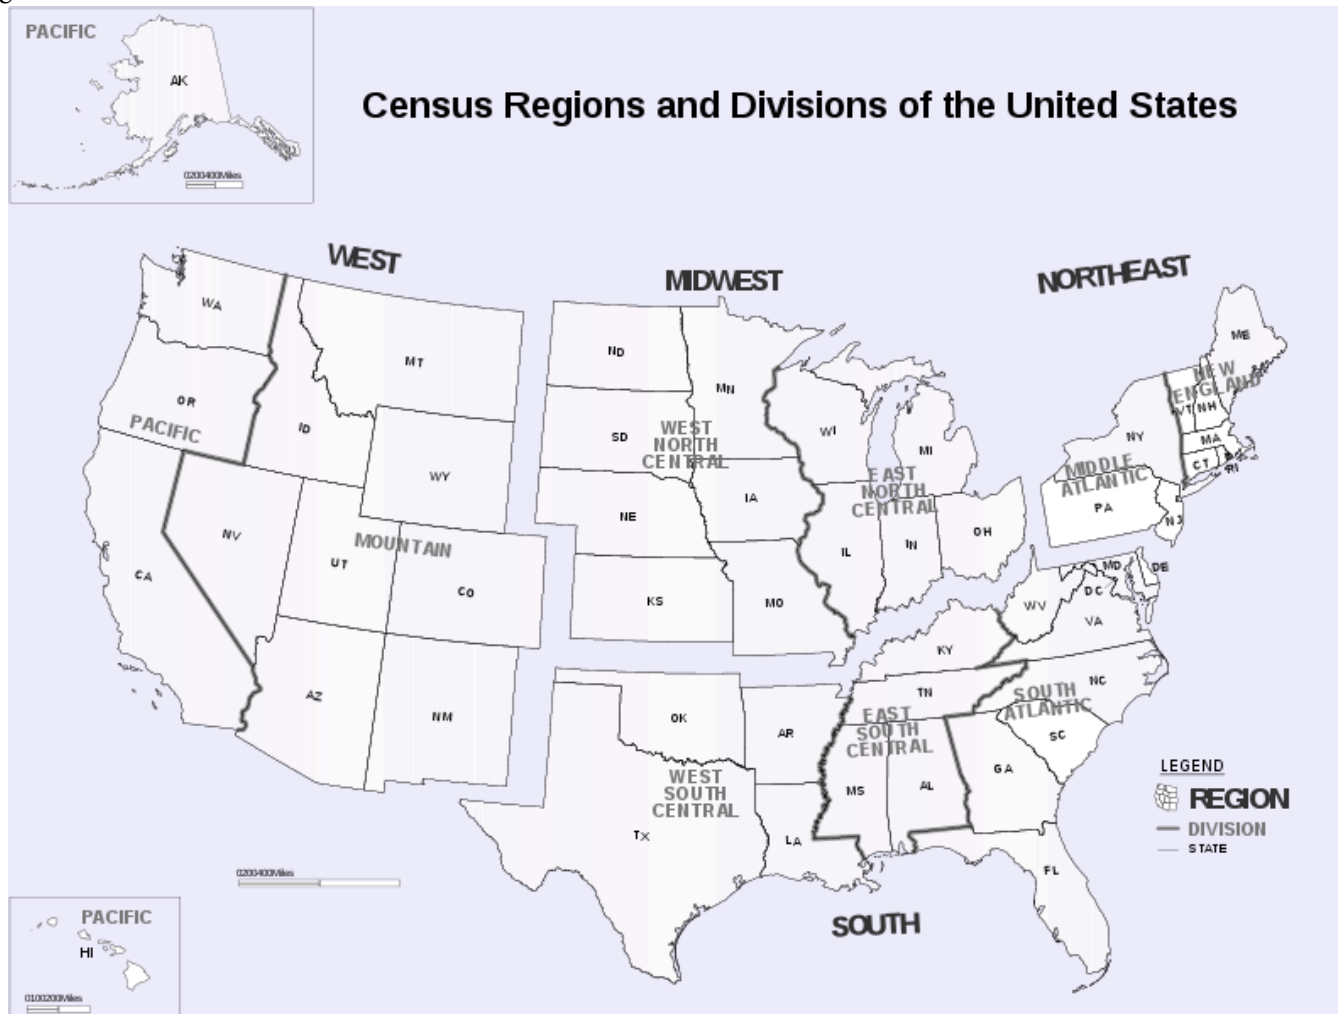 PACIFIC
AK
0200400Miles
Census Regions and Divisions of the United States
WEST
MIDWEST
NORTHEAST
WA
MT
OR
PACIFIC
ID
WY
NV
MOUNTAIN
UT
CO
CA
AZ
NM
ND
MN
SD
WEST
NORTH
CENTRAL
IA
NE
KS
MO
WI
MI
EAST
NORTH
CENTRAL
IL
IN
OH
ME
NEW
ENGLAND
VT
NH
MA
CT
RI
NY
MIDDLE
ATLANTIC
PA
NJ
MD
DE
DC
WV
VA
KY
TN
NC
SOUTH
ATLANTIC
SC
EAST
SOUTH
CENTRAL
GA
MS
AL
OK
AR
WEST
SOUTH
CENTRAL
TX
LA
FL
SOUTH
LEGEND
REGION
DIVISION
STATE
0200400Miles
PACIFIC
HI
0100200Miles